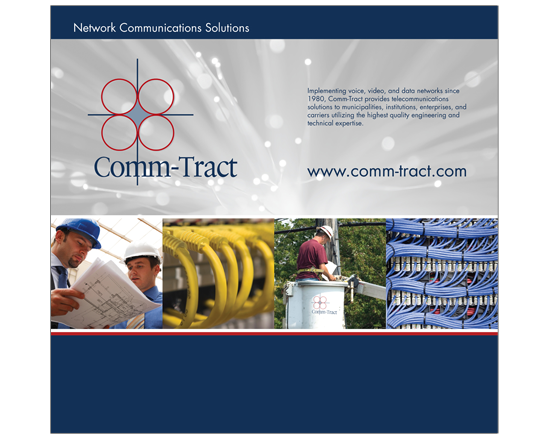 Network Communications Solutions
Implementing voice, video, and data networks since
1980, Comm-Tract provides telecommunications
solutions to municipalities, institutions, enterprises, and
carriers utilizing the highest quality engineering and
technical expertise.
Comm-Tract
www.comm-tract.com
Comm-Tract